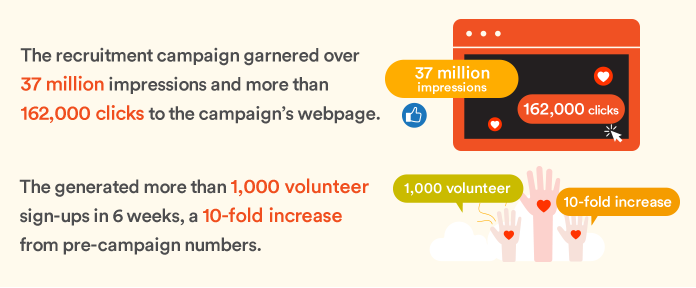 The recruitment campaign garnered over
37 million impressions and more than
162,000 clicks to the campaign's webpage.
37 million
impressions
162,000 clicks
The generated more than 1,000 volunteer
sign-ups in 6 weeks, a 10-fold increase
from pre-campaign numbers.
1,000 volunteer
10-fold increase